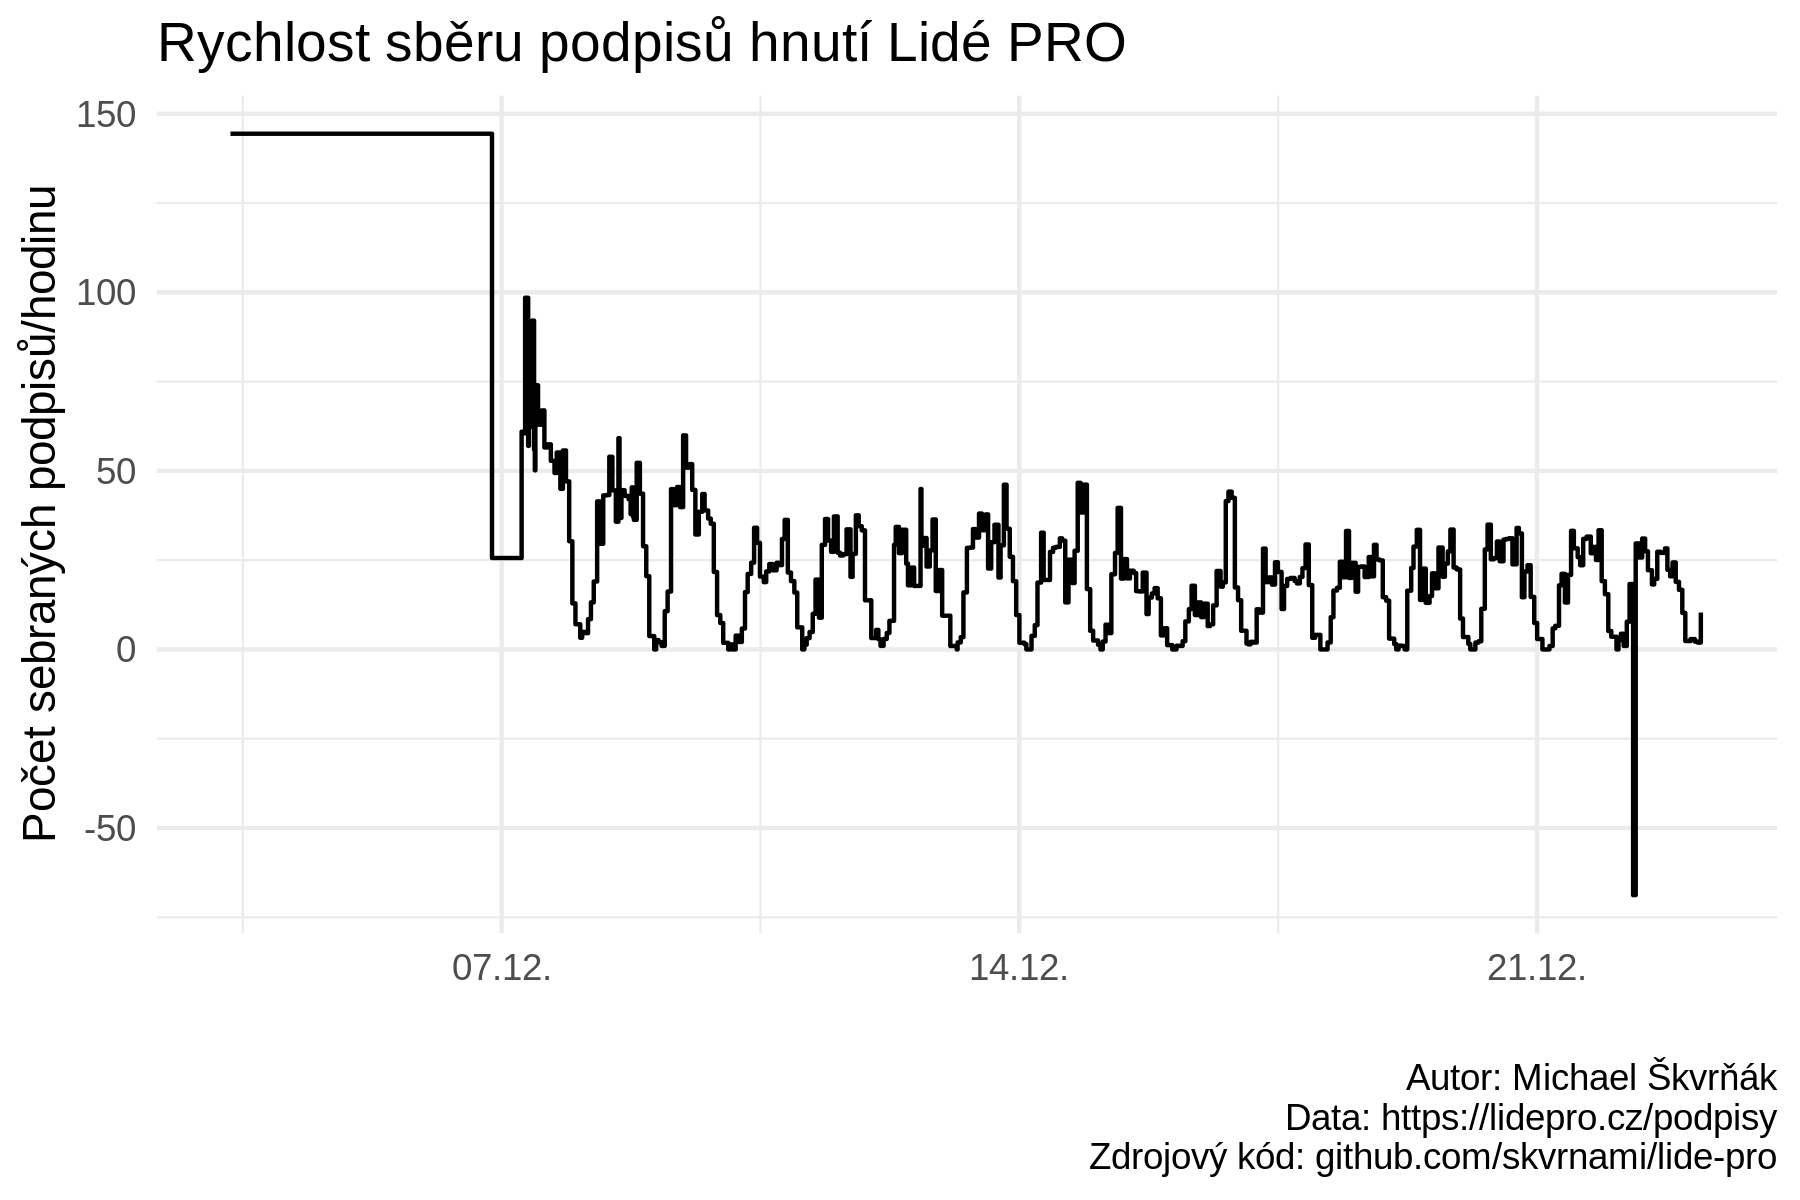 Rychlost sběru podpisů hnutí Lidé PRO
Počet sebraných podpisů/hodinu
150
100
50
0
-50
07.12.
14.12.
21.12.
Autor: Michael Škvrňák
Data: https://lidepro.cz/podpisy
Zdrojový kód: github.com/skvrnami/lide-pro